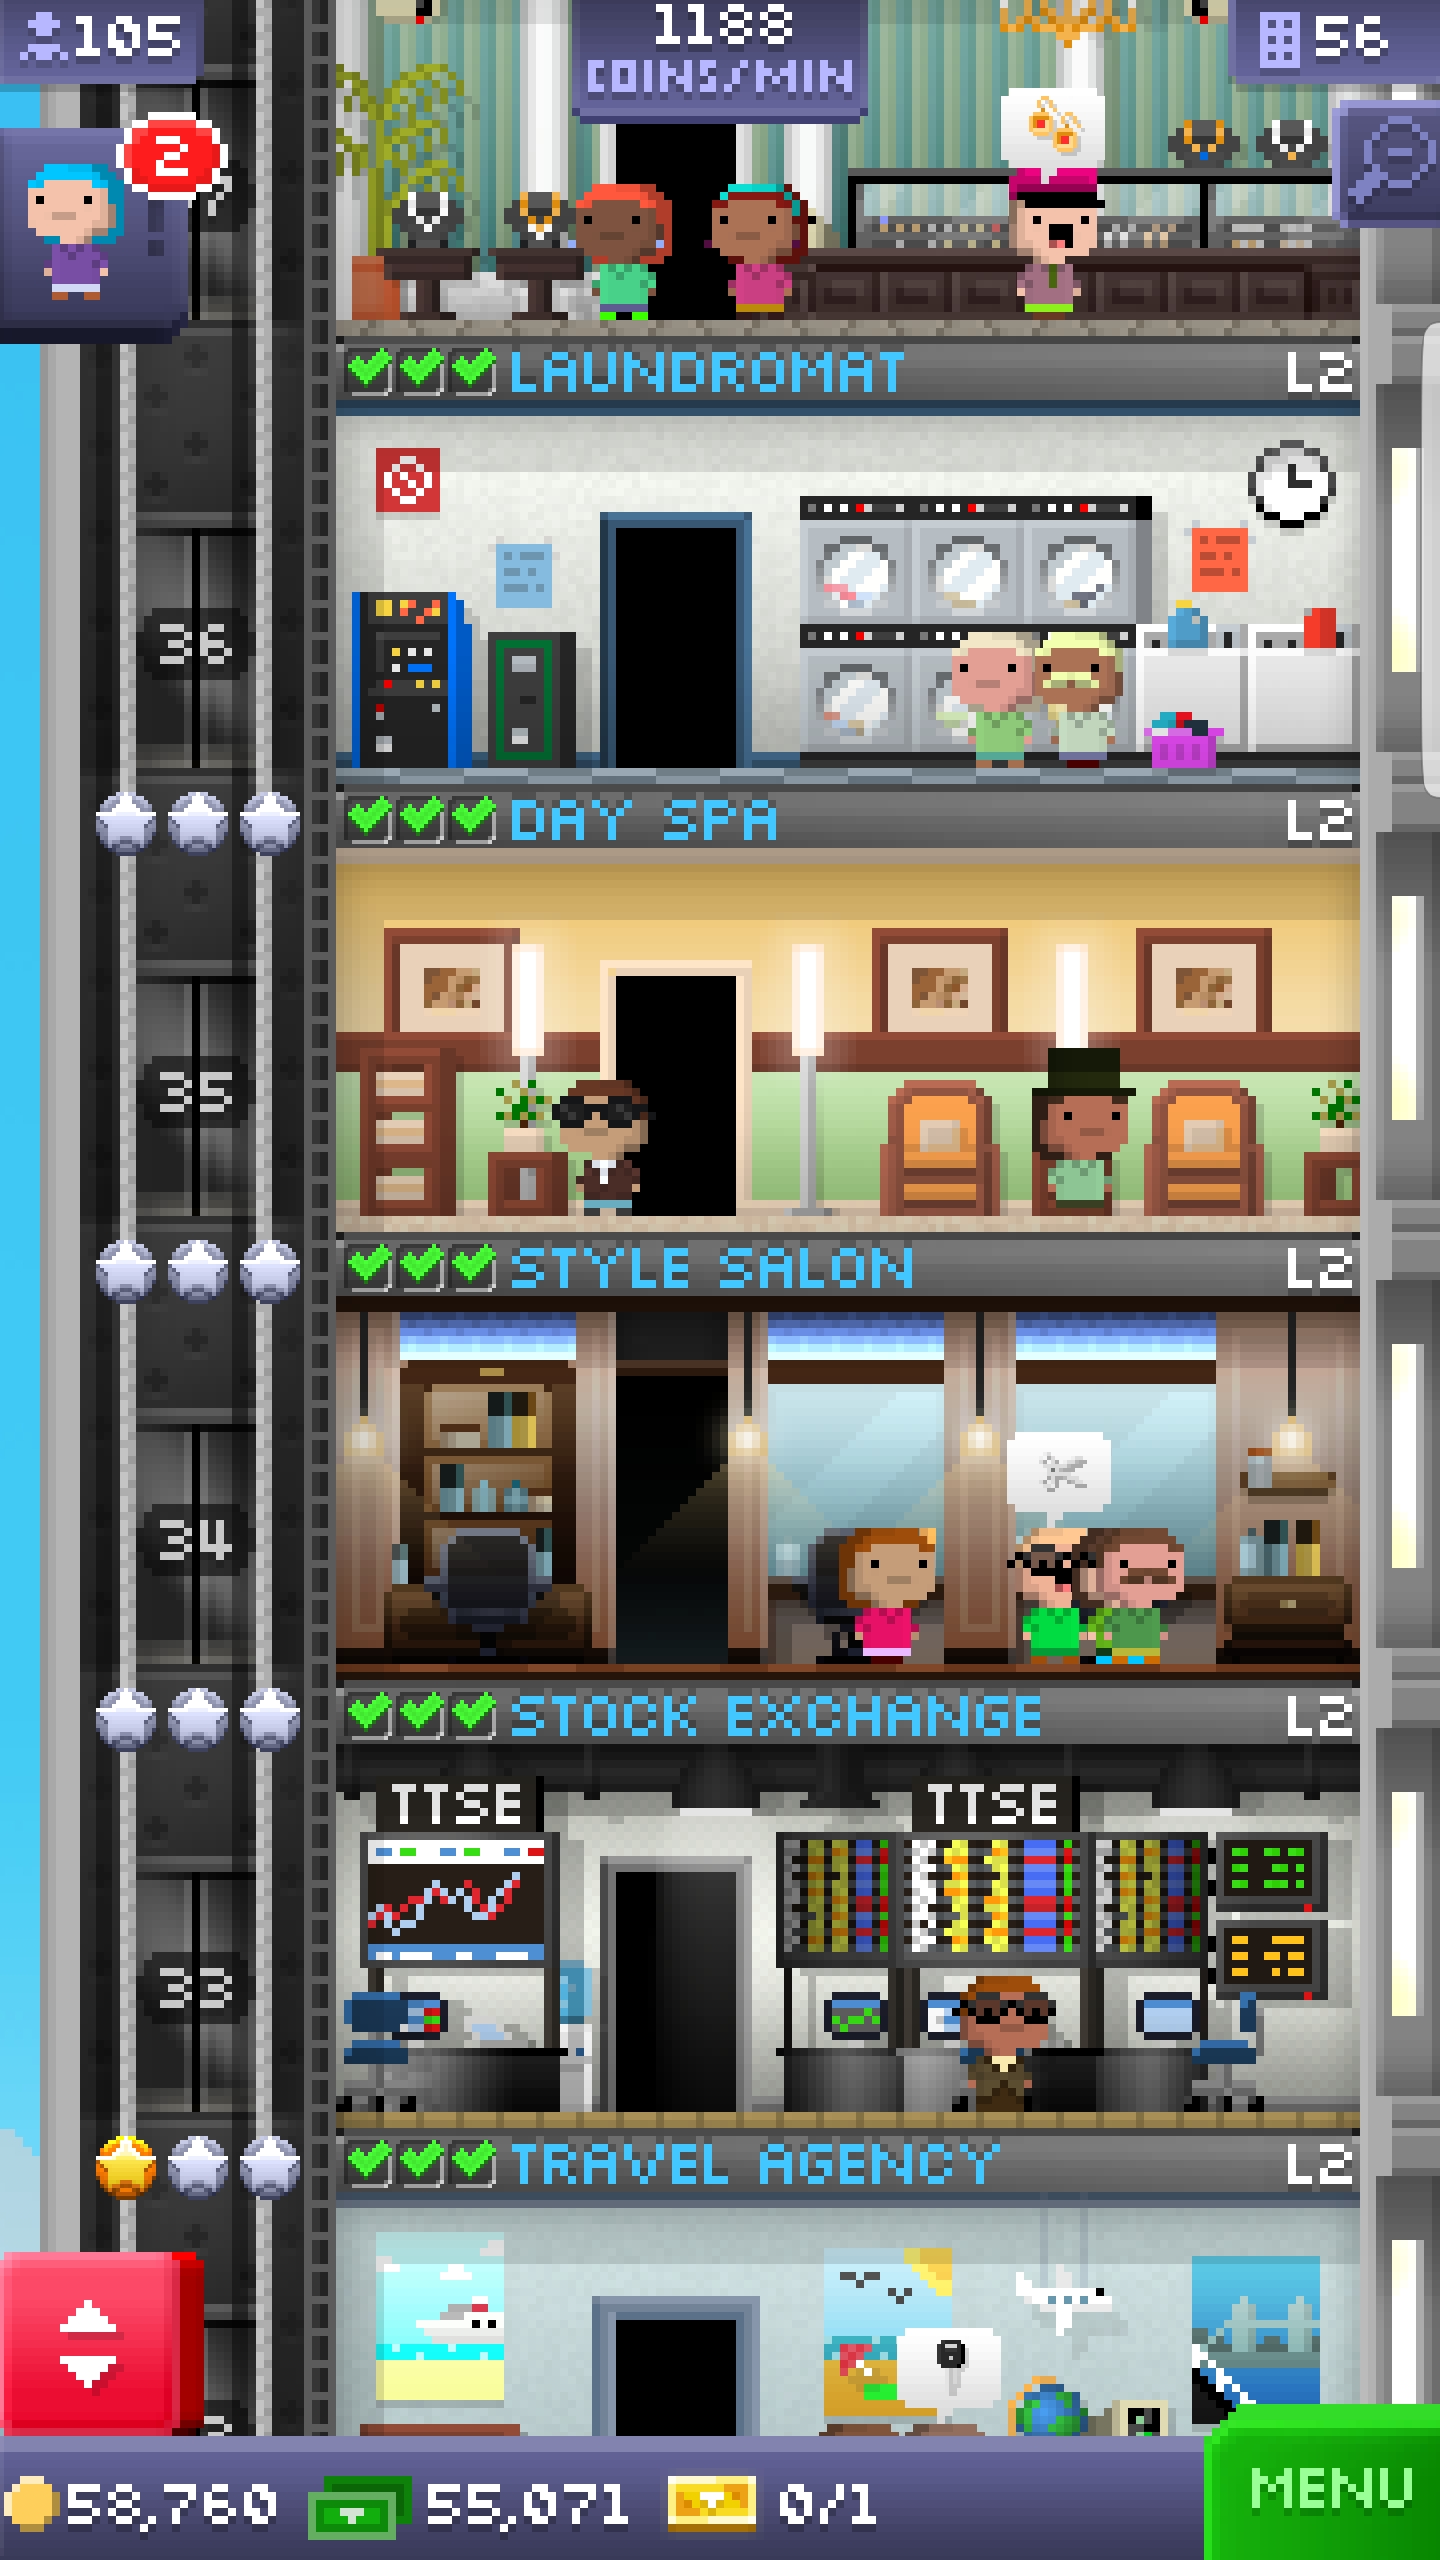 105
1188
COINS/MIN
56
2
LAUNDROMAT
L2
36
DAY SPA
L2
35
STYLE SALON
L2
34
STOCK EXCHANGE
L2
TTSE
TTSE
33
TRAVEL AGENCY
L2
58,760
55,071
0/1
MENU